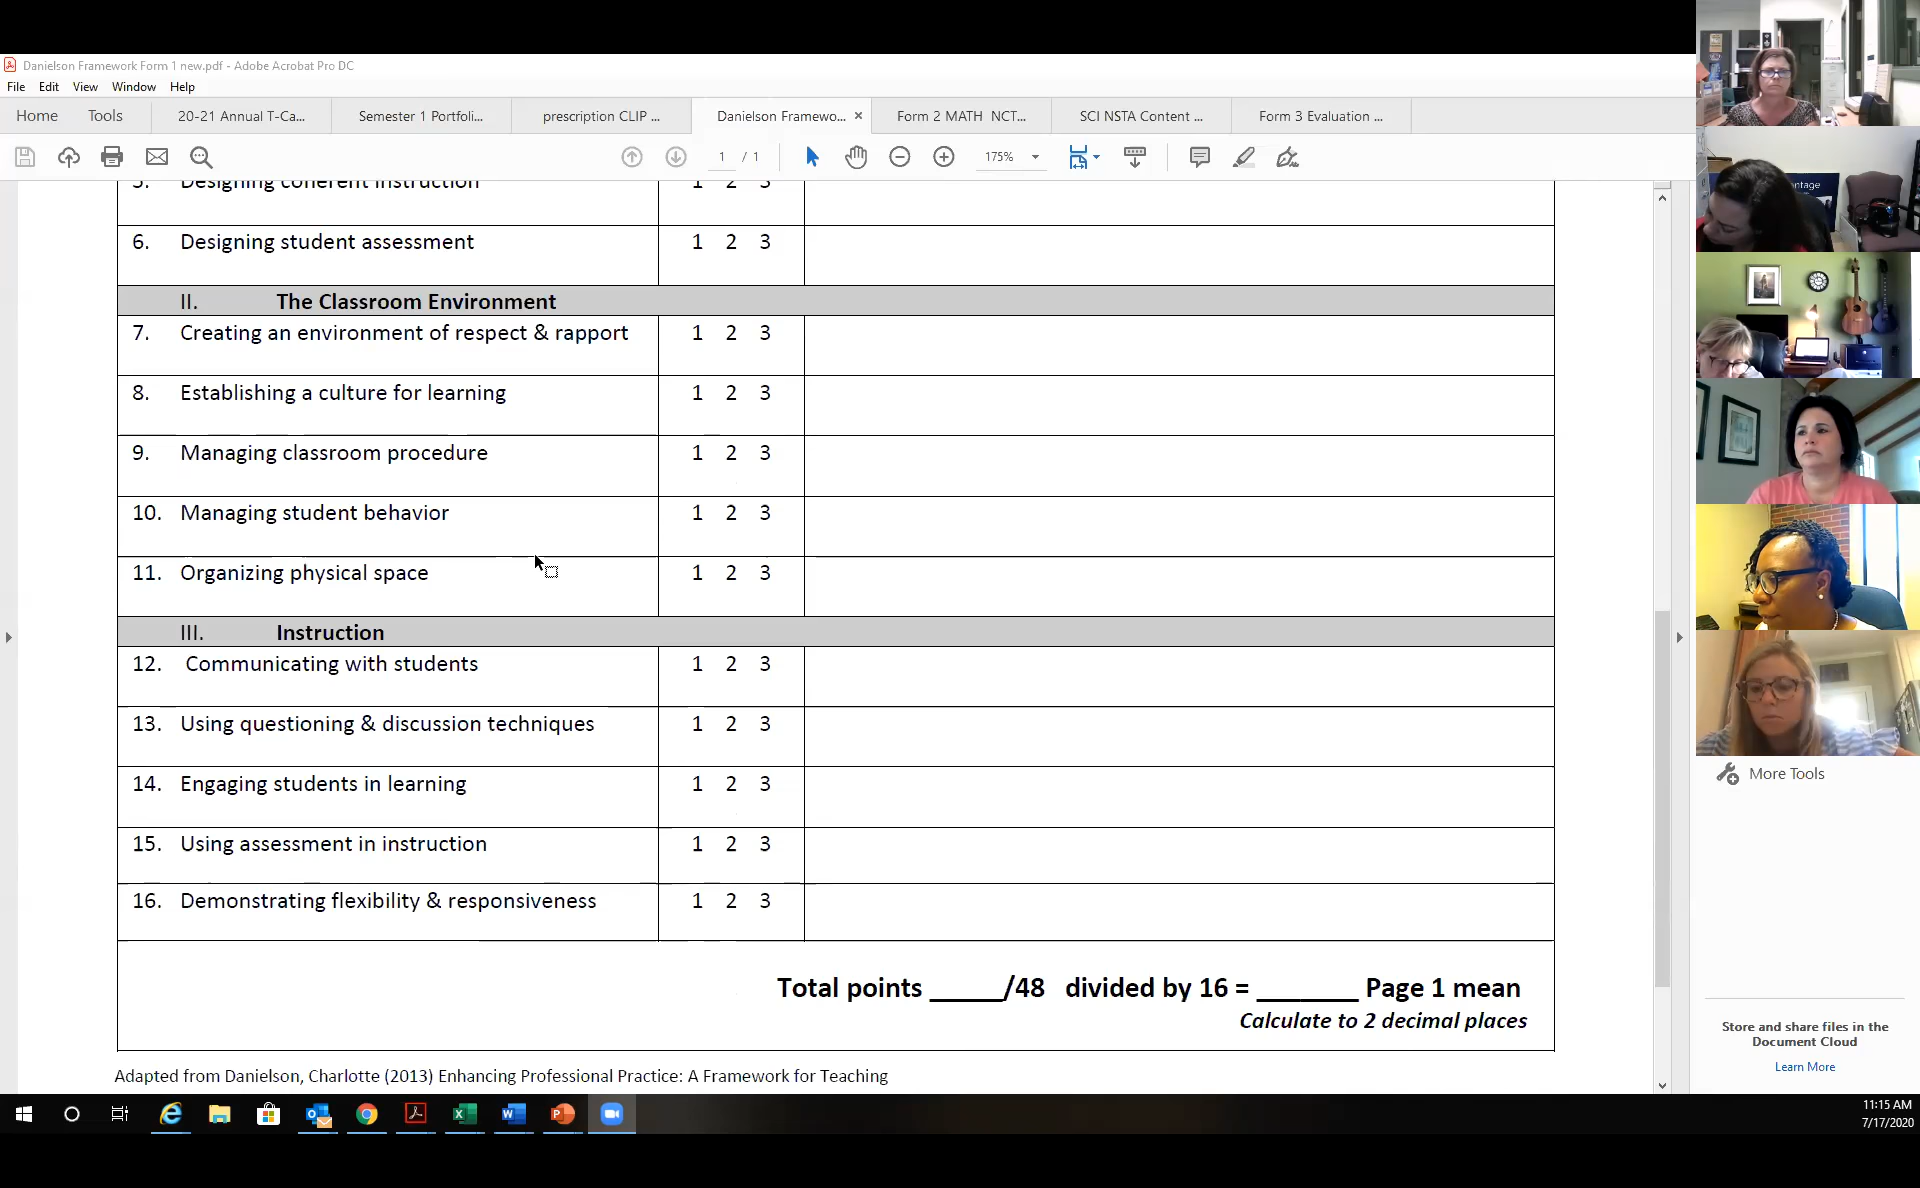 Danielson Framework Form 1 new.pdf - Adobe Acrobat Pro DC
File Edit View Window Help
Home Tools 20-21 Annual T-Ca... Semester 1 Portfoli... prescription CLIP ... Danielson Framewo... × Form 2 MATH NCT... SCI NSTA Content ... Form 3 Evaluation ...
1 / 1 175%
5. Designing coherent instruction 1 2 3
6. Designing student assessment 1 2 3
II. The Classroom Environment
7. Creating an environment of respect & rapport 1 2 3
8. Establishing a culture for learning 1 2 3
9. Managing classroom procedure 1 2 3
10. Managing student behavior 1 2 3
11. Organizing physical space 1 2 3
III. Instruction
12. Communicating with students 1 2 3
13. Using questioning & discussion techniques 1 2 3
14. Engaging students in learning 1 2 3
15. Using assessment in instruction 1 2 3
16. Demonstrating flexibility & responsiveness 1 2 3
Total points _____/48 divided by 16 = _______ Page 1 mean
Calculate to 2 decimal places
Adapted from Danielson, Charlotte (2013) Enhancing Professional Practice: A Framework for Teaching
More Tools
Store and share files in the
Document Cloud
Learn More
11:15 AM
7/17/2020